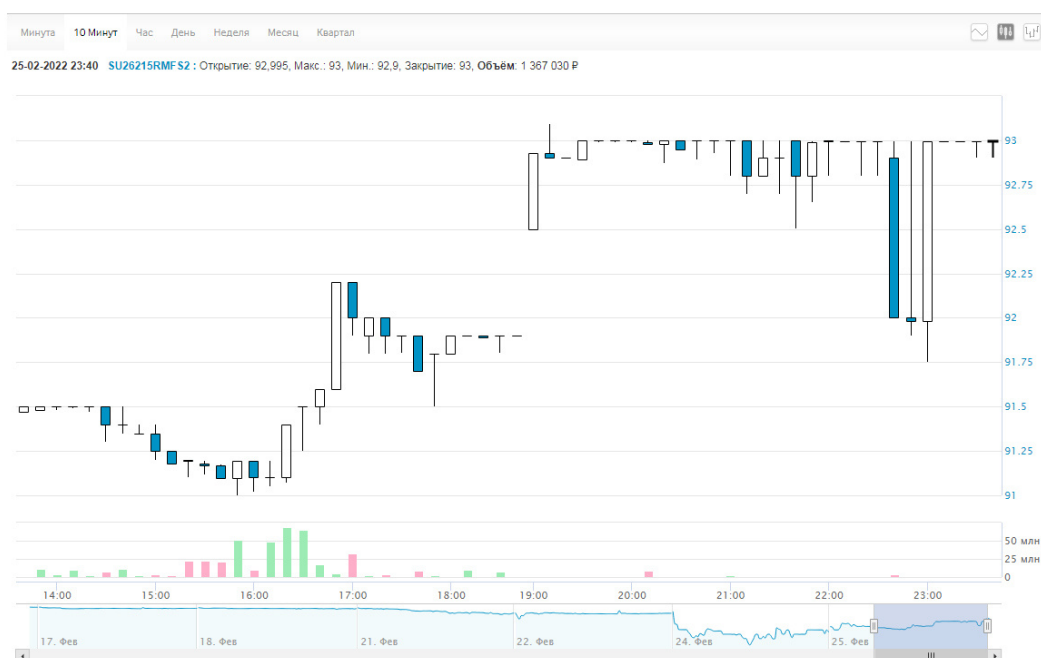 Минута 10 Минут Час День Неделя Месяц Квартал
25-02-2022 23:40 SU26215RMFS2 : Открытие: 92,995, Макс.: 93, Мин.: 92,9, Закрытие: 93, Объём: 1 367 030 ₽
93
92.75
92.5
92.25
92
91.75
91.5
91.25
91
50 млн
25 млн
0
14:00 15:00 16:00 17:00 18:00 19:00 20:00 21:00 22:00 23:00
17. Фев 18. Фев 21. Фев 22. Фев 24. Фев 25. Фев